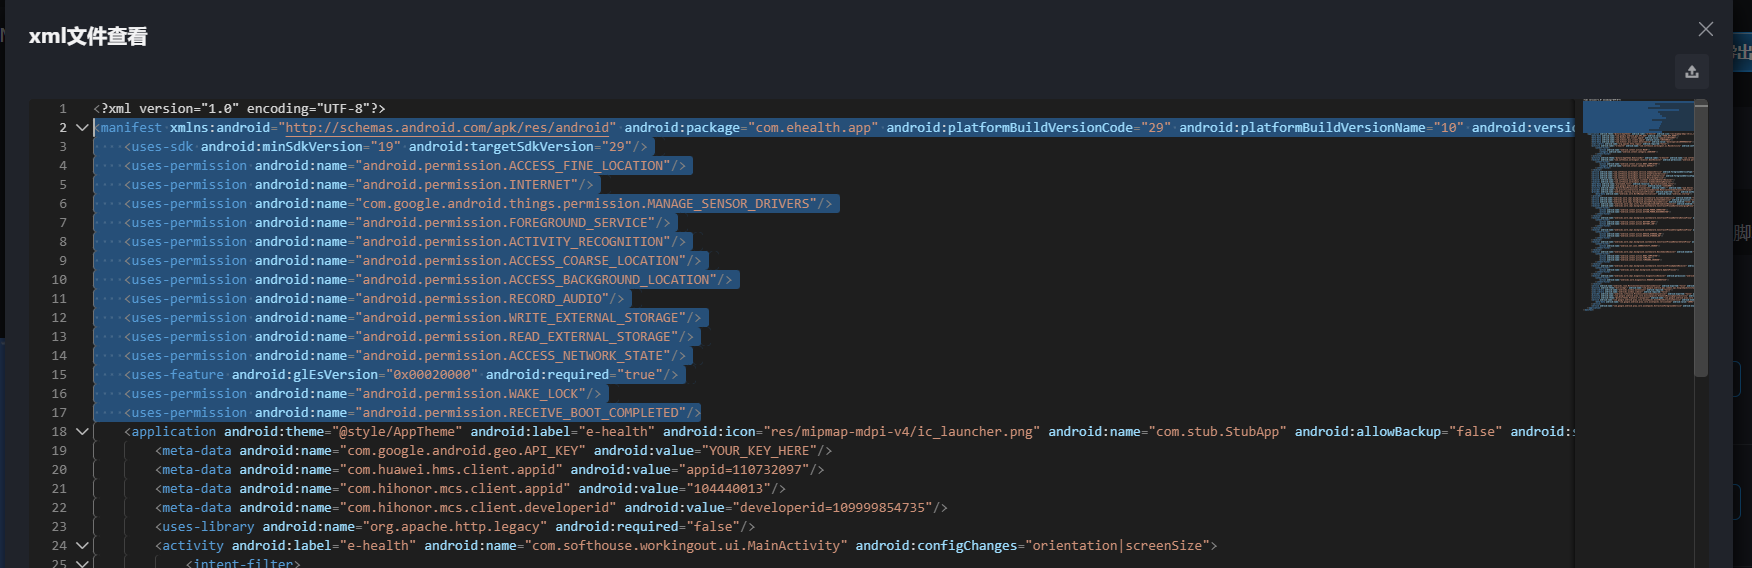 xml文件查看
1 <?xml version="1.0" encoding="UTF-8"?>
2 <manifest xmlns:android="http://schemas.android.com/apk/res/android" android:package="com.ehealth.app" android:platformBuildVersionCode="29" android:platformBuildVersionName="10" android:versio
3 <uses-sdk android:minSdkVersion="19" android:targetSdkVersion="29"/>
4 <uses-permission android:name="android.permission.ACCESS_FINE_LOCATION"/>
5 <uses-permission android:name="android.permission.INTERNET"/>
6 <uses-permission android:name="com.google.android.things.permission.MANAGE_SENSOR_DRIVERS"/>
7 <uses-permission android:name="android.permission.FOREGROUND_SERVICE"/>
8 <uses-permission android:name="android.permission.ACTIVITY_RECOGNITION"/>
9 <uses-permission android:name="android.permission.ACCESS_COARSE_LOCATION"/>
10 <uses-permission android:name="android.permission.ACCESS_BACKGROUND_LOCATION"/>
11 <uses-permission android:name="android.permission.RECORD_AUDIO"/>
12 <uses-permission android:name="android.permission.WRITE_EXTERNAL_STORAGE"/>
13 <uses-permission android:name="android.permission.READ_EXTERNAL_STORAGE"/>
14 <uses-permission android:name="android.permission.ACCESS_NETWORK_STATE"/>
15 <uses-feature android:glEsVersion="0x00020000" android:required="true"/>
16 <uses-permission android:name="android.permission.WAKE_LOCK"/>
17 <uses-permission android:name="android.permission.RECEIVE_BOOT_COMPLETED"/>
18 <application android:theme="@style/AppTheme" android:label="e-health" android:icon="res/mipmap-mdpi-v4/ic_launcher.png" android:name="com.stub.StubApp" android:allowBackup="false" android:s
19 <meta-data android:name="com.google.android.geo.API_KEY" android:value="YOUR_KEY_HERE"/>
20 <meta-data android:name="com.huawei.hms.client.appid" android:value="appid=110732097"/>
21 <meta-data android:name="com.hihonor.mcs.client.appid" android:value="104440013"/>
22 <meta-data android:name="com.hihonor.mcs.client.developerid" android:value="developerid=109999854735"/>
23 <uses-library android:name="org.apache.http.legacy" android:required="false"/>
24 <activity android:label="e-health" android:name="com.softhouse.workingout.ui.MainActivity" android:configChanges="orientation|screenSize">
25 <intent-filter>
出
脚